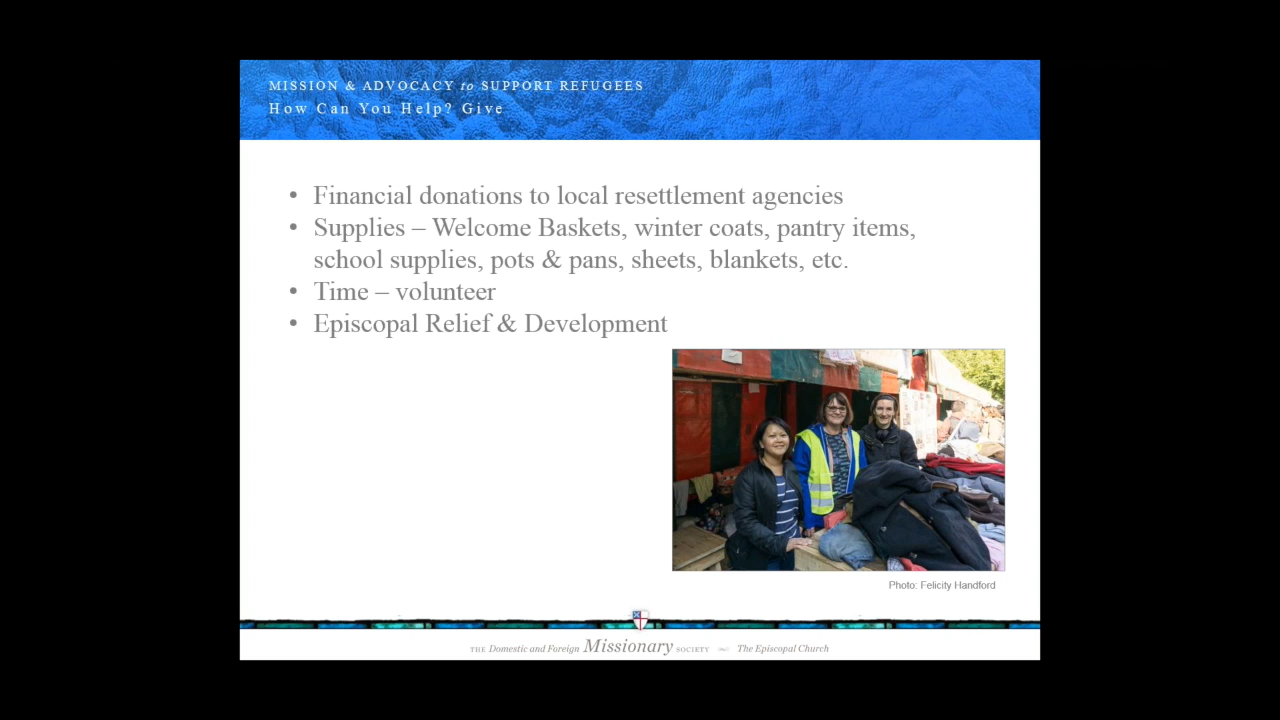 MISSION & ADVOCACY to SUPPORT REFUGEES
How Can You Help? Give
• Financial donations to local resettlement agencies
• Supplies – Welcome Baskets, winter coats, pantry items,
school supplies, pots & pans, sheets, blankets, etc.
• Time – volunteer
• Episcopal Relief & Development
Photo: Felicity Handford
THE Domestic and Foreign Missionary SOCIETY The Episcopal Church